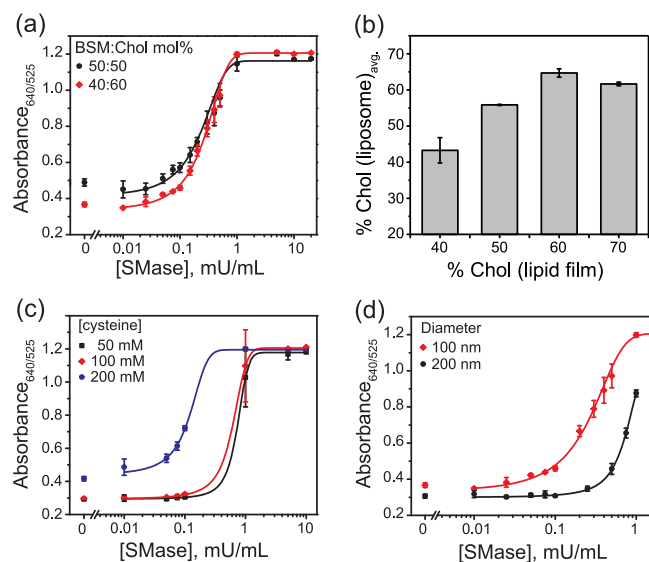 (a)
BSM:Chol mol%
50:50
40:60
Absorbance640/525
1.2
1.0
0.8
0.6
0.4
0.2
0
0.01
0.1
1
10
[SMase], mU/mL
(b)
% Chol (liposome)avg.
80
70
60
50
40
30
20
40
50
60
70
% Chol (lipid film)
(c)
[cysteine]
50 mM
100 mM
200 mM
Absorbance640/525
1.2
1.0
0.8
0.6
0.4
0.2
0
0.01
0.1
1
10
[SMase], mU/mL
(d)
Diameter
100 nm
200 nm
Absorbance640/525
1.2
1.0
0.8
0.6
0.4
0.2
0
0.01
0.1
1
[SMase], mU/mL